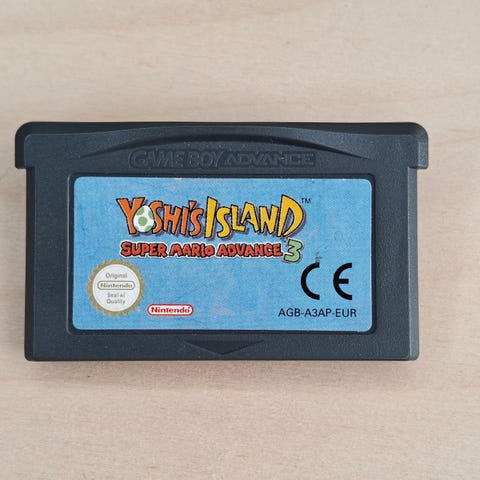 GAME BOY ADVANCE
YOSHI'S ISLAND™
SUPER MARIO ADVANCE 3
Original
Nintendo
Seal of
Quality
Nintendo
CE
AGB-A3AP-EUR